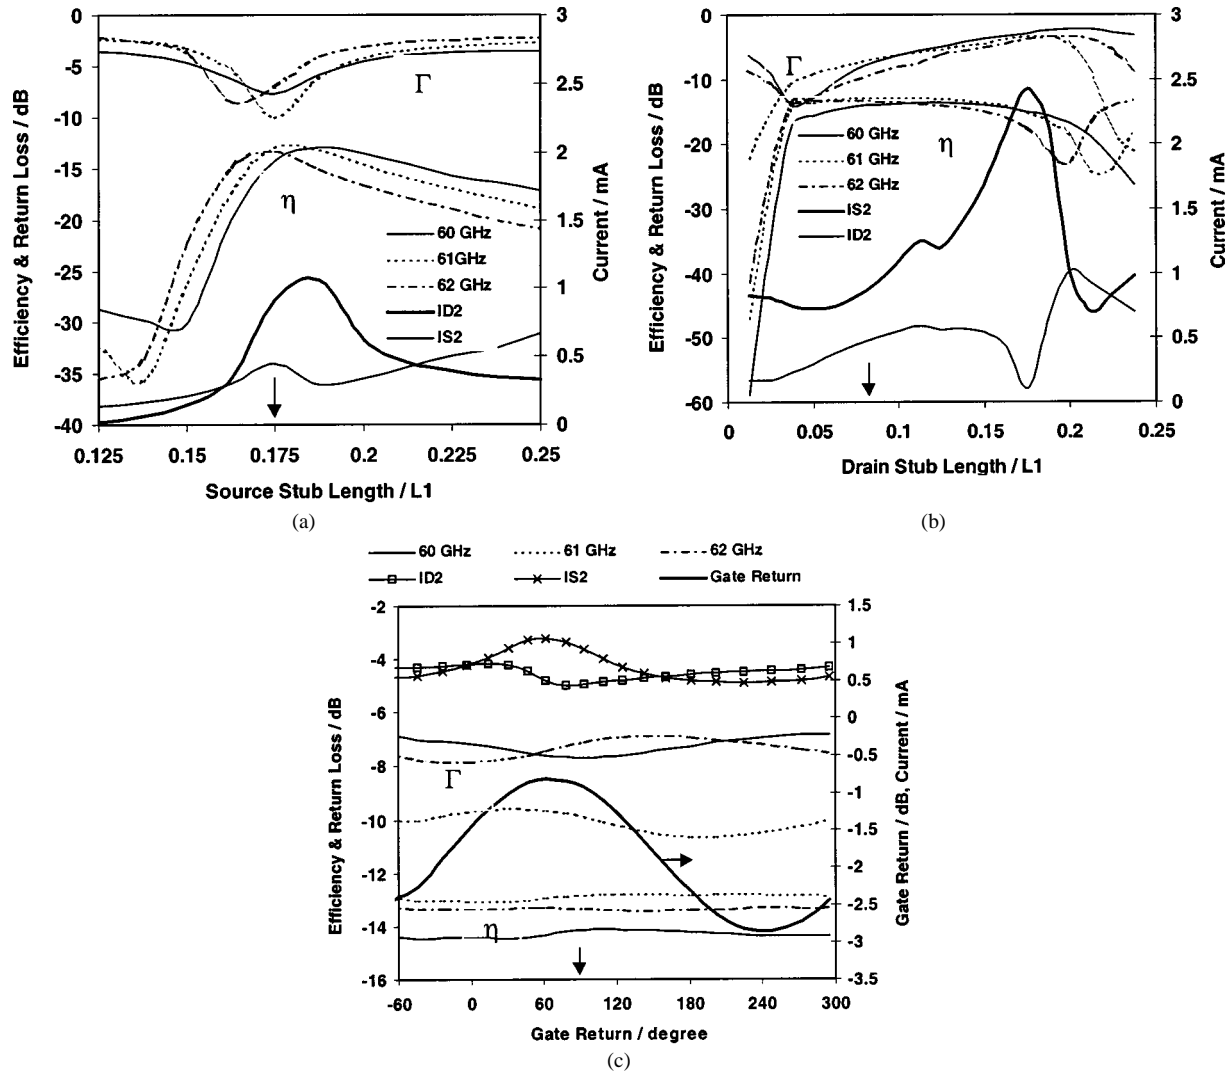 0
-5
-10
-15
-20
-25
-30
-35
-40
Efficiency & Return Loss / dB
3
2.5
2
1.5
1
0.5
0
Current / mA
Γ
η
60 GHz
61GHz
62 GHz
ID2
IS2
0.125
0.15
0.175
0.2
0.225
0.25
Source Stub Length / L1
(a)
0
-10
-20
-30
-40
-50
-60
Efficiency & Return Loss / dB
3
2.5
2
1.5
1
0.5
0
Current / mA
Γ
η
60 GHz
61 GHz
62 GHz
IS2
ID2
0
0.05
0.1
0.15
0.2
0.25
Drain Stub Length / L1
(b)
60 GHz
61 GHz
62 GHz
ID2
IS2
Gate Return
-2
-4
-6
-8
-10
-12
-14
-16
Efficiency & Return Loss / dB
1.5
1
0.5
0
-0.5
-1
-1.5
-2
-2.5
-3
-3.5
Gate Return / dB, Current / mA
Γ
η
-60
0
60
120
180
240
300
Gate Return / degree
(c)